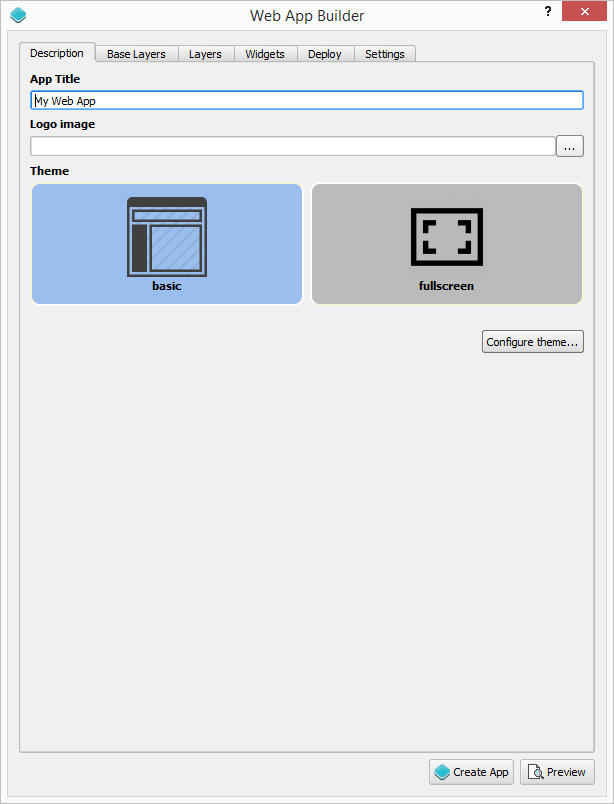 Web App Builder
?
Description Base Layers Layers Widgets Deploy Settings
App Title
My Web App
Logo image
...
Theme
basic fullscreen
Configure theme...
Create App Preview